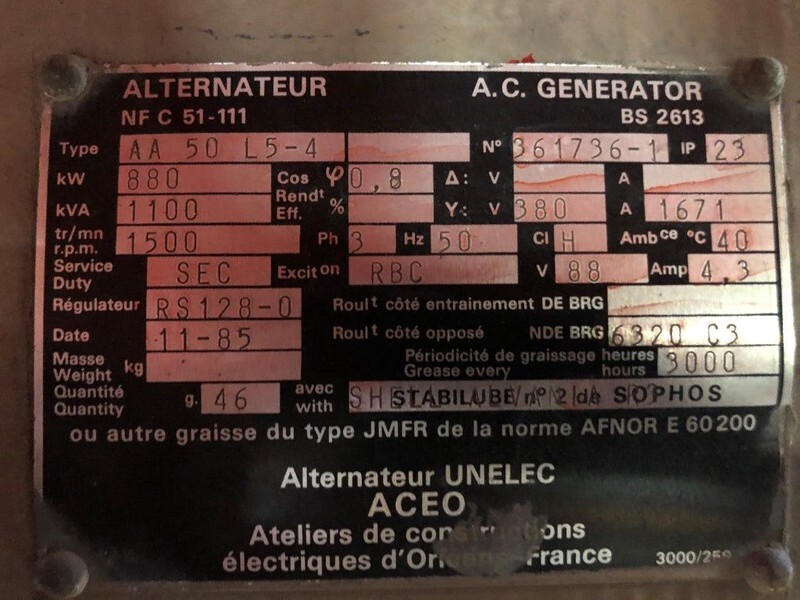 ALTERNATEUR A.C. GENERATOR
NF C 51-111 BS 2613
Type AA 50 L5-4 N° 361736-1 IP 23
kW 880 Cos φ 0,8 Δ: V A
kVA 1100 Rendt Eff. % Y: V 380 A 1671
tr/mn r.p.m. 1500 Ph 3 Hz 50 Cl H Ambce °C 40
Service Duty SEC Exciton RBC V 88 Amp 4,3
Régulateur RS128-0 Roult côté entrainement DE BRG
Date 11-85 Roult côté opposé NDE BRG 6320 C3
Masse Weight kg Périodicité de graissage heures
Grease every hours 3000
Quantité Quantity g. 46 avec with SHELL STABILUBE n° 2 de SOPHOS
ou autre graisse du type JMFR de la norme AFNOR E 60200
Alternateur UNELEC
ACEO
Ateliers de constructions
électriques d'Orléans-France 3000/